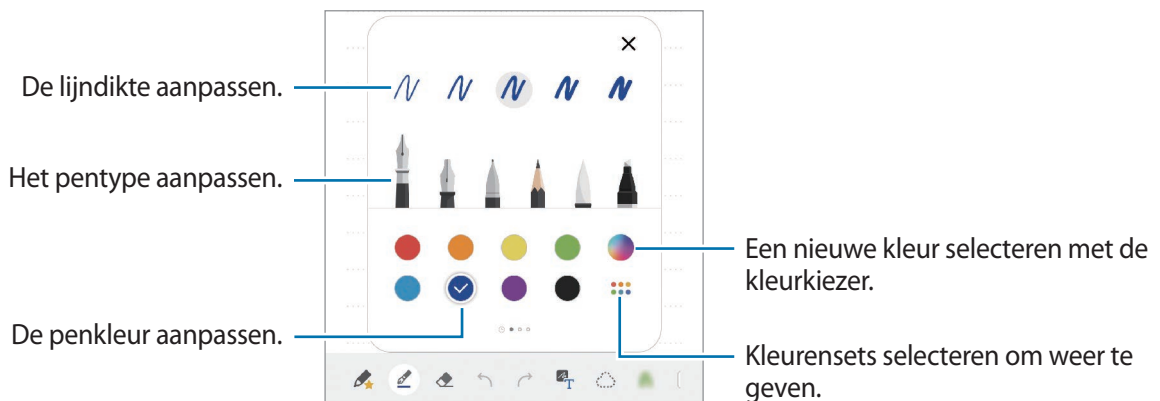 De lijndikte aanpassen.
Het pentype aanpassen.
Een nieuwe kleur selecteren met de
kleurkiezer.
De penkleur aanpassen.
Kleurensets selecteren om weer te
geven.